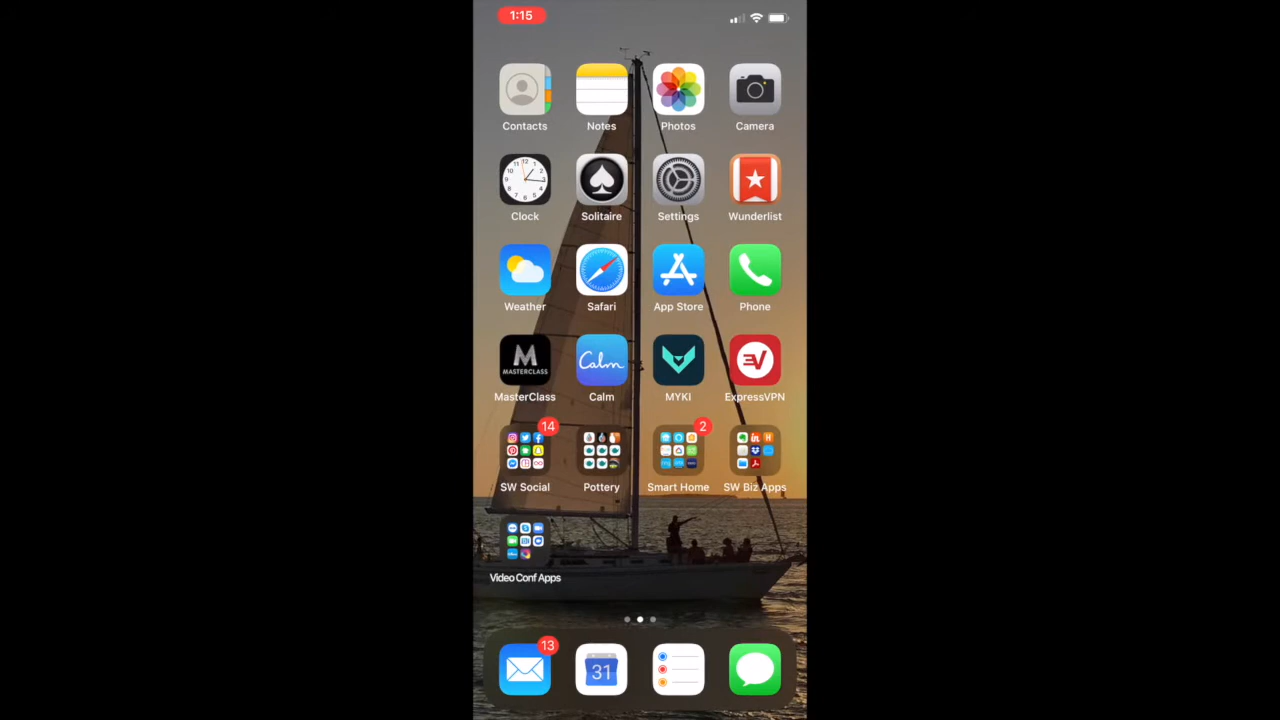 1:15
Contacts Notes Photos Camera
Clock Solitaire Settings Wunderlist
Weather Safari App Store Phone
M
MASTERCLASS
Calm
MasterClass Calm MYKI ExpressVPN
14
2
SW Social Pottery Smart Home SW Biz Apps
Video Conf Apps
13
31